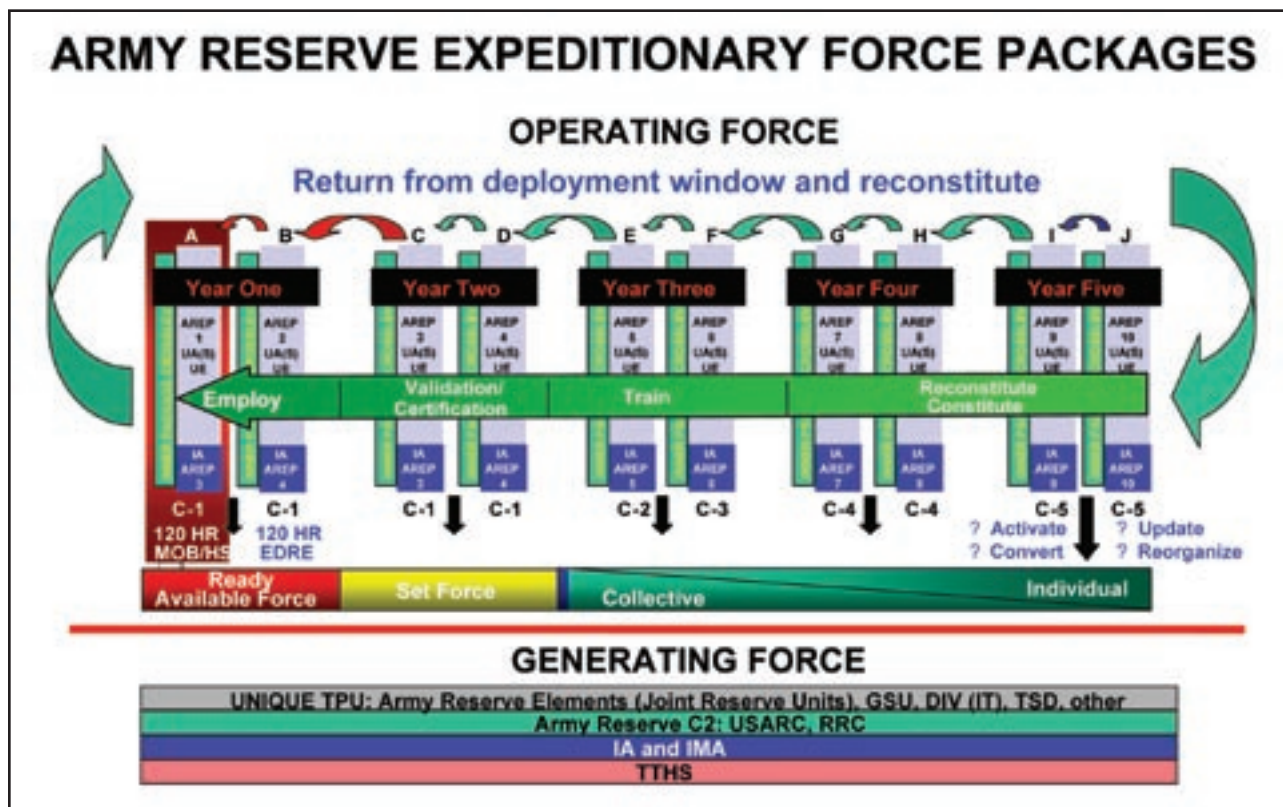 ARMY RESERVE EXPEDITIONARY FORCE PACKAGES
OPERATING FORCE
Return from deployment window and reconstitute
A B C D E F G H I J
Year One Year Two Year Three Year Four Year Five
AREP AREP AREP AREP AREP AREP AREP AREP AREP AREP
1 2 3 4 5 6 7 8 9 10
UA(S) UA(S) UA(S) UA(S) UA(S) UA(S) UA(S) UA(S) UA(S) UA(S)
UE UE UE UE UE UE UE UE UE UE
Employ Validation/ Certification Train Reconstitute Constitute
IA IA IA IA IA IA IA IA IA IA
AREP AREP AREP AREP AREP AREP AREP AREP AREP AREP
3 4 3 4 5 6 7 8 9 10
C-1 C-1 C-1 C-1 C-2 C-3 C-4 C-4 C-5 C-5
120 HR 120 HR ? Activate ? Update
MOB/HS EDRE ? Convert ? Reorganize
Ready
Available Force Set Force Collective Individual
GENERATING FORCE
UNIQUE TPU: Army Reserve Elements (Joint Reserve Units), GSU, DIV (IT), TSD, other
Army Reserve C2: USARC, RRC
IA and IMA
TTHS